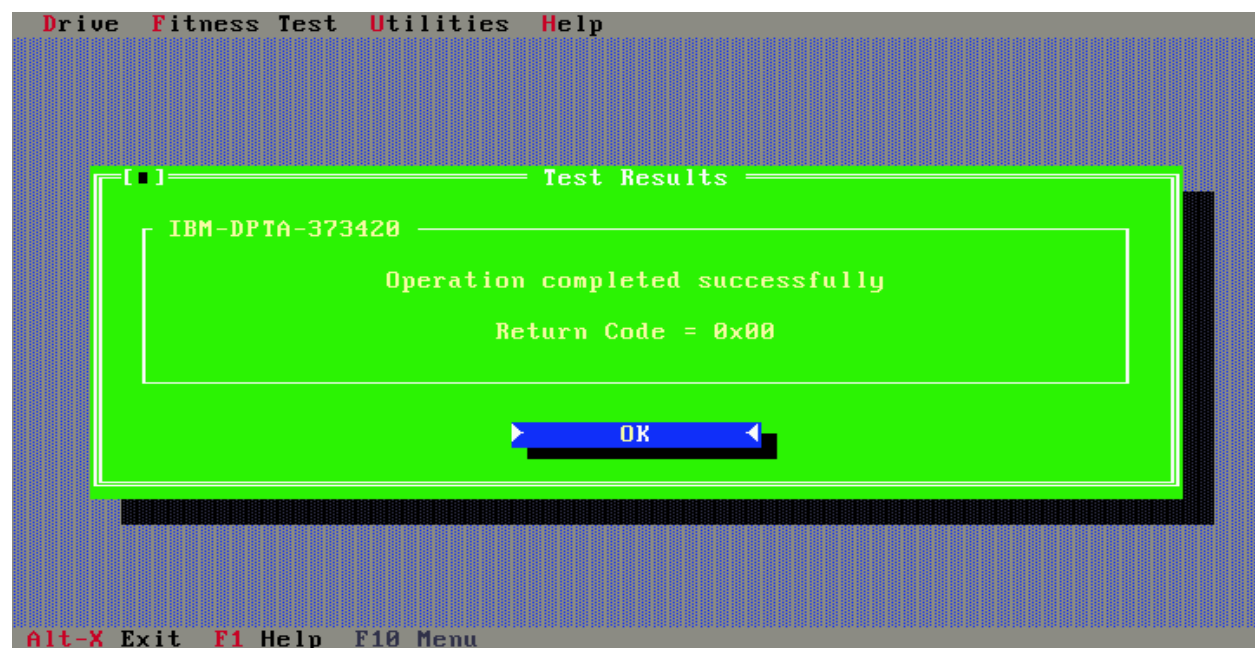 Drive Fitness Test Utilities Help
[■] Test Results
IBM-DPTA-373420
Operation completed successfully
Return Code = 0x00
OK
Alt-X Exit F1 Help F10 Menu